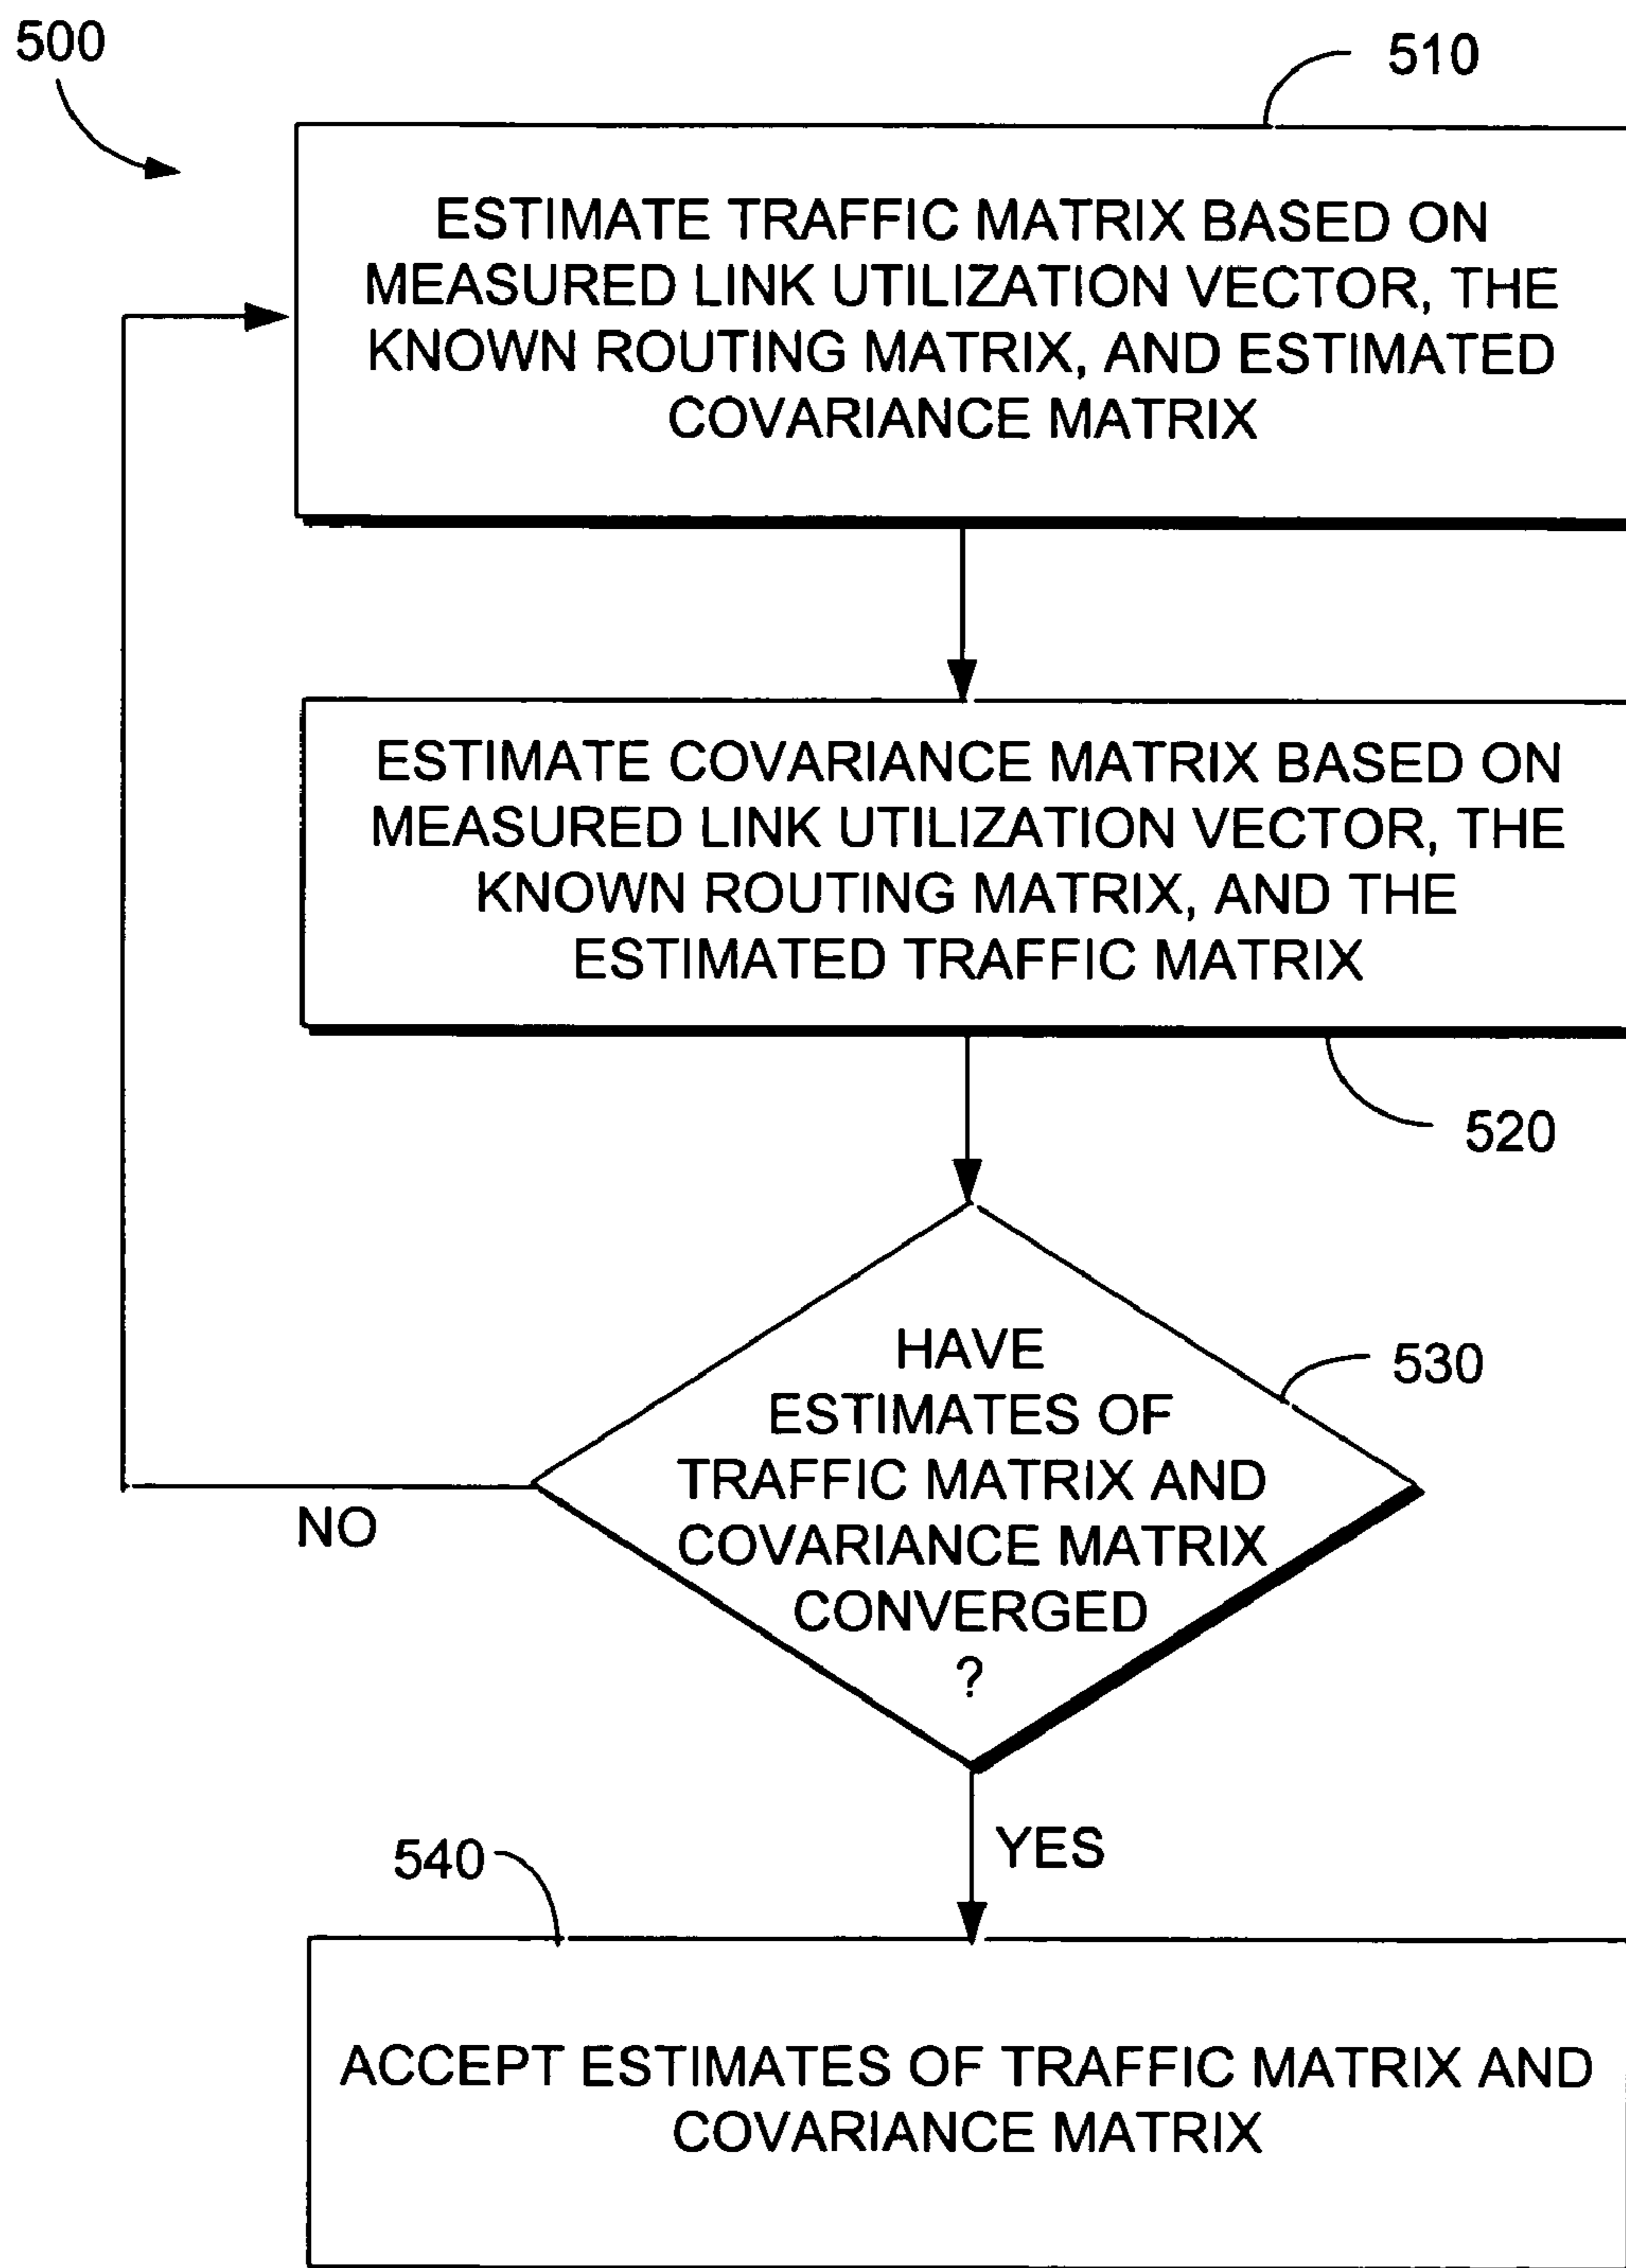 500
510
ESTIMATE TRAFFIC MATRIX BASED ON
MEASURED LINK UTILIZATION VECTOR, THE
KNOWN ROUTING MATRIX, AND ESTIMATED
COVARIANCE MATRIX
ESTIMATE COVARIANCE MATRIX BASED ON
MEASURED LINK UTILIZATION VECTOR, THE
KNOWN ROUTING MATRIX, AND THE
ESTIMATED TRAFFIC MATRIX
520
HAVE
ESTIMATES OF
TRAFFIC MATRIX AND
COVARIANCE MATRIX
CONVERGED
?
530
NO
YES
540
ACCEPT ESTIMATES OF TRAFFIC MATRIX AND
COVARIANCE MATRIX